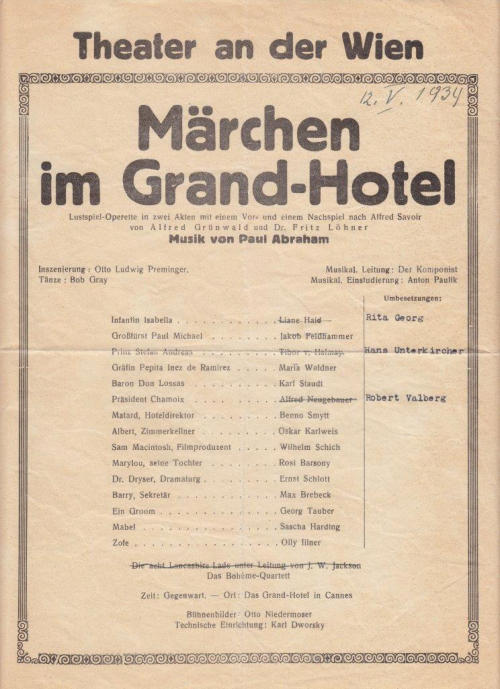 Theater an der Wien
12. V. 1934
Märchen
im Grand-Hotel
Lustspiel-Operette in zwei Akten mit einem Vor- und einem Nachspiel nach Alfred Savoir
von Alfred Grünwald und Dr. Fritz Löhner
Musik von Paul Abraham
Inszenierung: Otto Ludwig Preminger. Musikal. Leitung: Der Komponist
Tänze: Bob Gray Musikal. Einstudierung: Anton Paulik
Umbesetzungen:
Infantin Isabella . . . . . . . . . Liane Haid Rita Georg
Großfürst Paul Michael . . . . . . . Jakob Feldhammer
Prinz Stefan Andreas . . . . . . . . Tibor v. Halmay. Hans Unterkircher
Gräfin Pepita Inez de Ramirez . . . Maria Waldner
Baron Don Lossas . . . . . . . . Karl Staudt
Präsident Chamoix . . . . . . . . Alfred Neugebauer Robert Valberg
Matard, Hoteldirektor . . . . . . . Benno Smytt
Albert, Zimmerkellner . . . . . . . Oskar Karlweis
Sam Macintosh, Filmproduzent . . . . Wilhelm Schich
Marylou, seine Tochter . . . . . . . Rosi Barsony
Dr. Dryser, Dramaturg . . . . . . . Ernst Schlott
Barry, Sekretär . . . . . . . . . Max Brebeck
Ein Groom . . . . . . . . . . . Georg Tauber
Mabel . . . . . . . . . . . . Sascha Harding
Zofe . . . . . . . . . . . . . Olly Ilner
Die acht Lancashire Lads unter Leitung von J. W. Jackson
Das Bohème-Quartett
Zeit: Gegenwart. — Ort: Das Grand-Hotel in Cannes
Bühnenbilder: Otto Niedermoser
Technische Einrichtung: Karl Dworsky